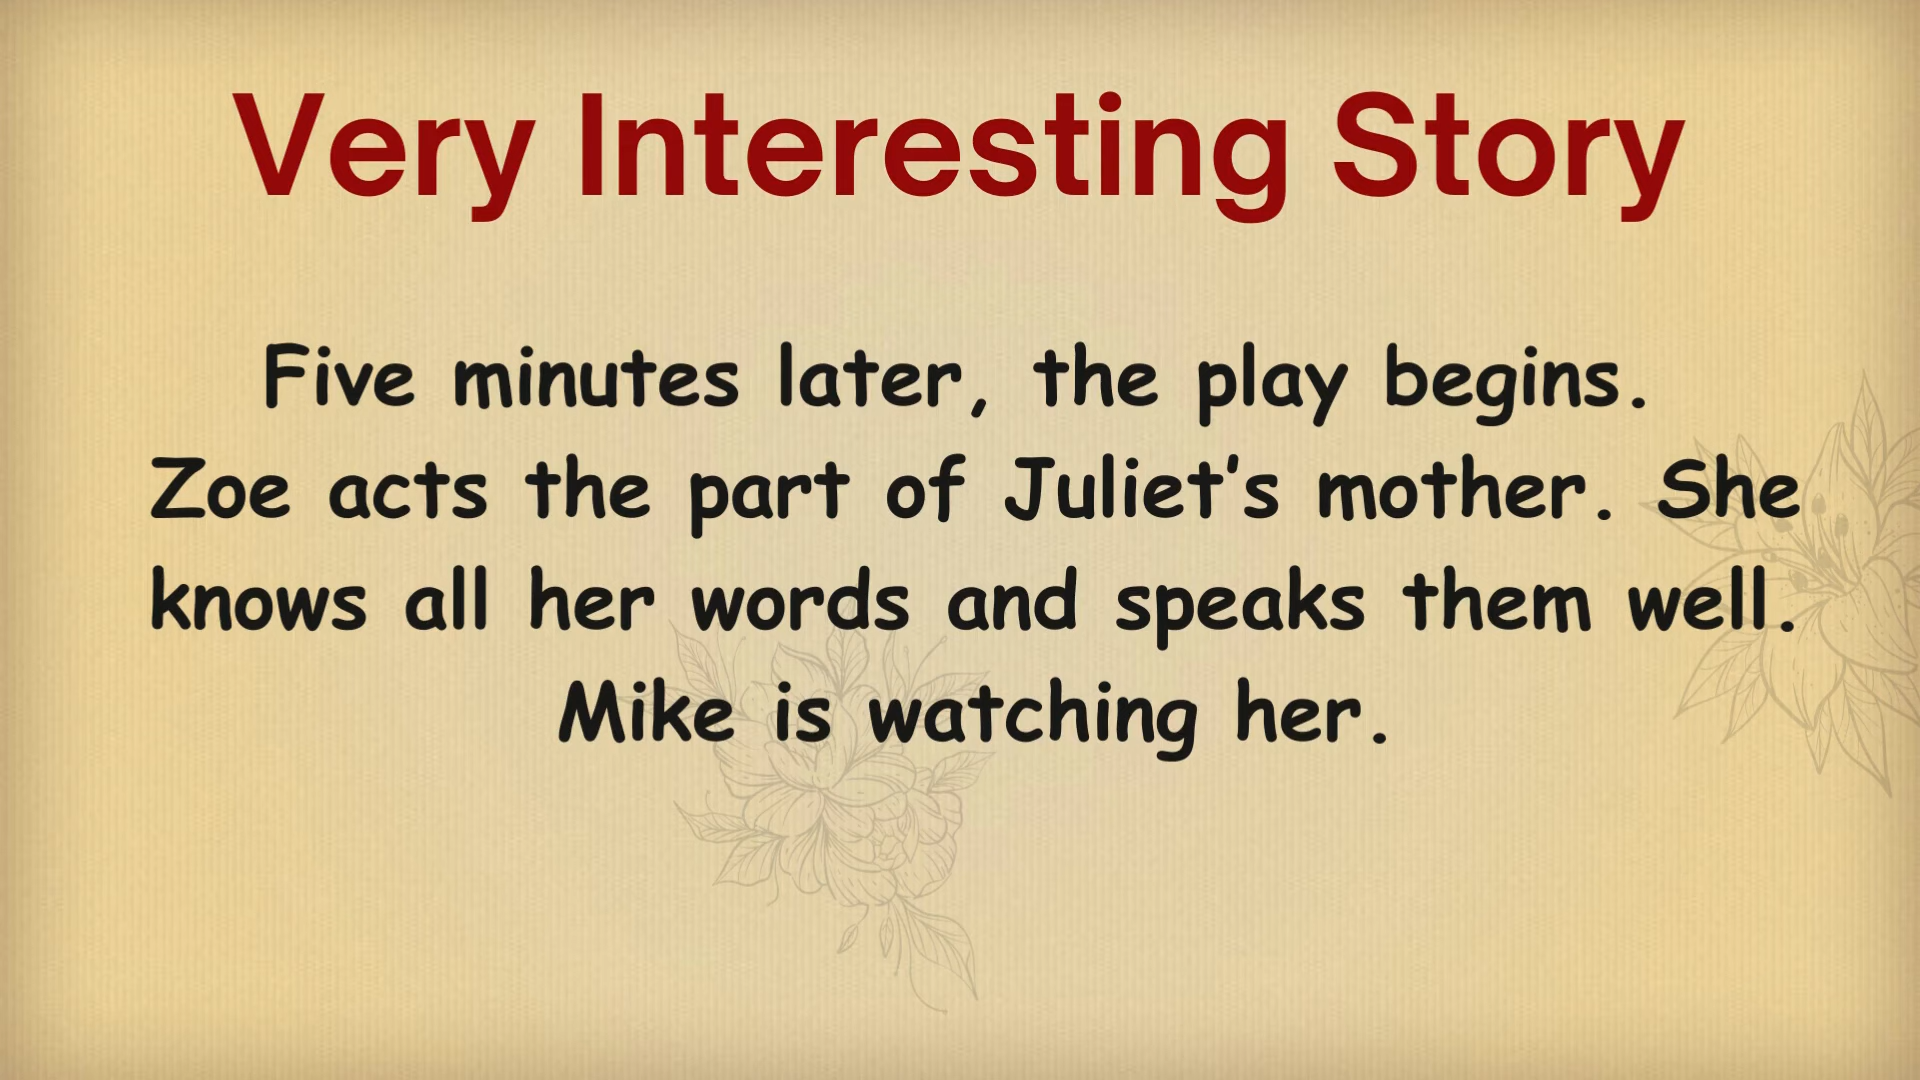 Very Interesting Story
Five minutes later, the play begins.
Zoe acts the part of Juliet’s mother. She
knows all her words and speaks them well.
Mike is watching her.